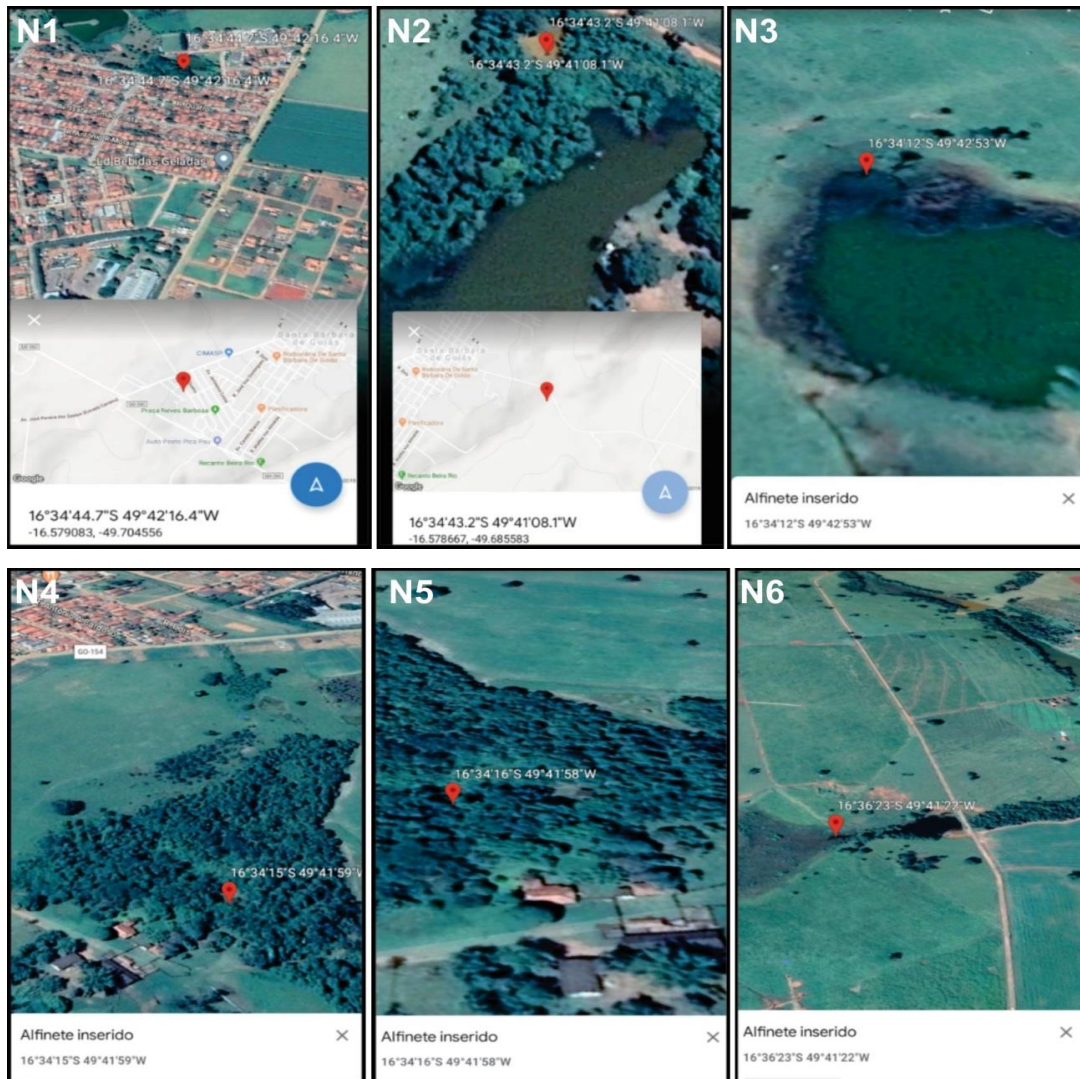 N1
16°34'44.7"S 49°42'16.4"W
16°34'44.7"S 49°42'16.4"W
Bebidas Geladas
Santa Bárbara
de Goiás
CIMASP
Rodoviária De Santa
Bárbara De Goiás
Praça Neves Barbosa
Panificadora
Auto Posto Pica Pau
Recanto Beira Rio
Google
16°34'44.7"S 49°42'16.4"W
-16.579083, -49.704556
N2
16°34'43.2"S 49°41'08.1"W
16°34'43.2"S 49°41'08.1"W
Santa Bárbara
de Goiás
Rodoviária De Santa
Bárbara De Goiás
Panificadora
Recanto Beira Rio
Google
16°34'43.2"S 49°41'08.1"W
-16.578667, -49.685583
N3
16°34'12"S 49°42'53"W
Alfinete inserido
16°34'12"S 49°42'53"W
N4
GO-154
16°34'15"S 49°41'59"W
Alfinete inserido
16°34'15"S 49°41'59"W
N5
16°34'16"S 49°41'58"W
Alfinete inserido
16°34'16"S 49°41'58"W
N6
16°36'23"S 49°41'22"W
Alfinete inserido
16°36'23"S 49°41'22"W